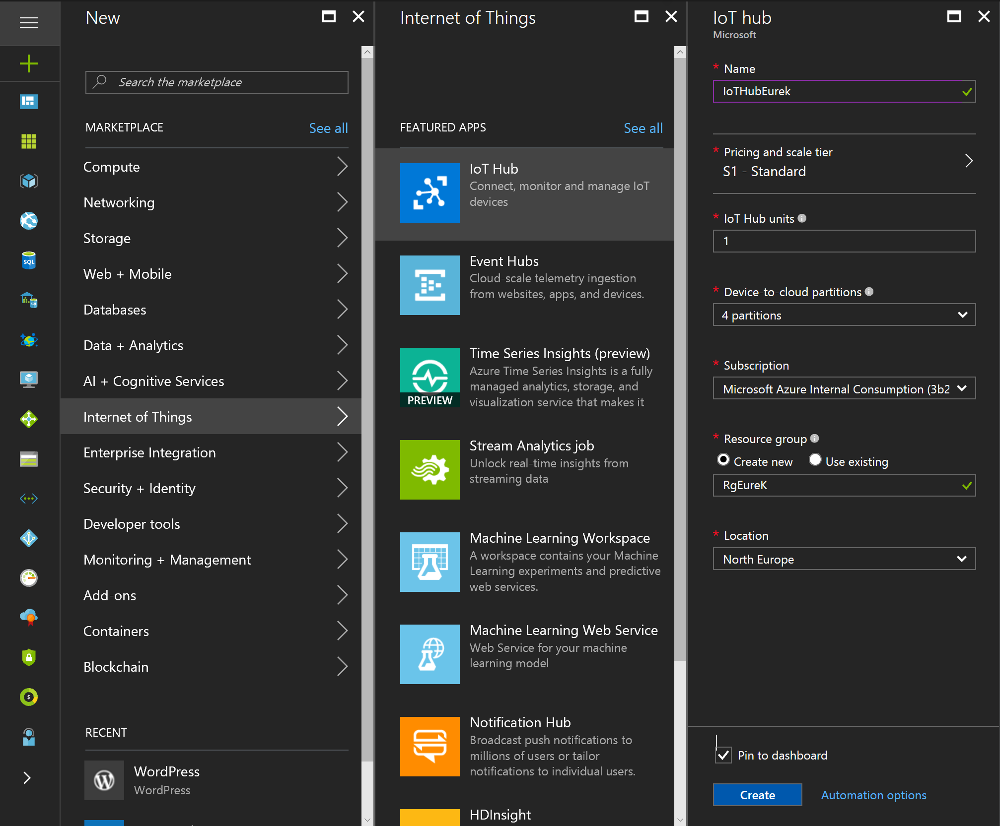 New
Search the marketplace
MARKETPLACE
See all
Compute
Networking
Storage
Web + Mobile
Databases
Data + Analytics
AI + Cognitive Services
Internet of Things
Enterprise Integration
Security + Identity
Developer tools
Monitoring + Management
Add-ons
Containers
Blockchain
RECENT
WordPress
WordPress
SQL
SQL
$
Internet of Things
FEATURED APPS
See all
IoT Hub
Connect, monitor and manage IoT
devices
Event Hubs
Cloud-scale telemetry ingestion
from websites, apps, and devices.
Time Series Insights (preview)
Azure Time Series Insights is a fully
managed analytics, storage, and
visualization service that makes it
PREVIEW
Stream Analytics job
Unlock real-time insights from
streaming data
Machine Learning Workspace
A workspace contains your Machine
Learning experiments and predictive
web services.
Machine Learning Web Service
Web Service for your machine
learning model
Notification Hub
Broadcast push notifications to
millions of users or tailor
notifications to individual users.
HDInsight
IoT hub
Microsoft
* Name
IoTHubEurek
* Pricing and scale tier
S1 - Standard
* IoT Hub units
1
* Device-to-cloud partitions
4 partitions
* Subscription
Microsoft Azure Internal Consumption (3b2
* Resource group
Create new
Use existing
RgEureK
* Location
North Europe
Pin to dashboard
Create
Automation options